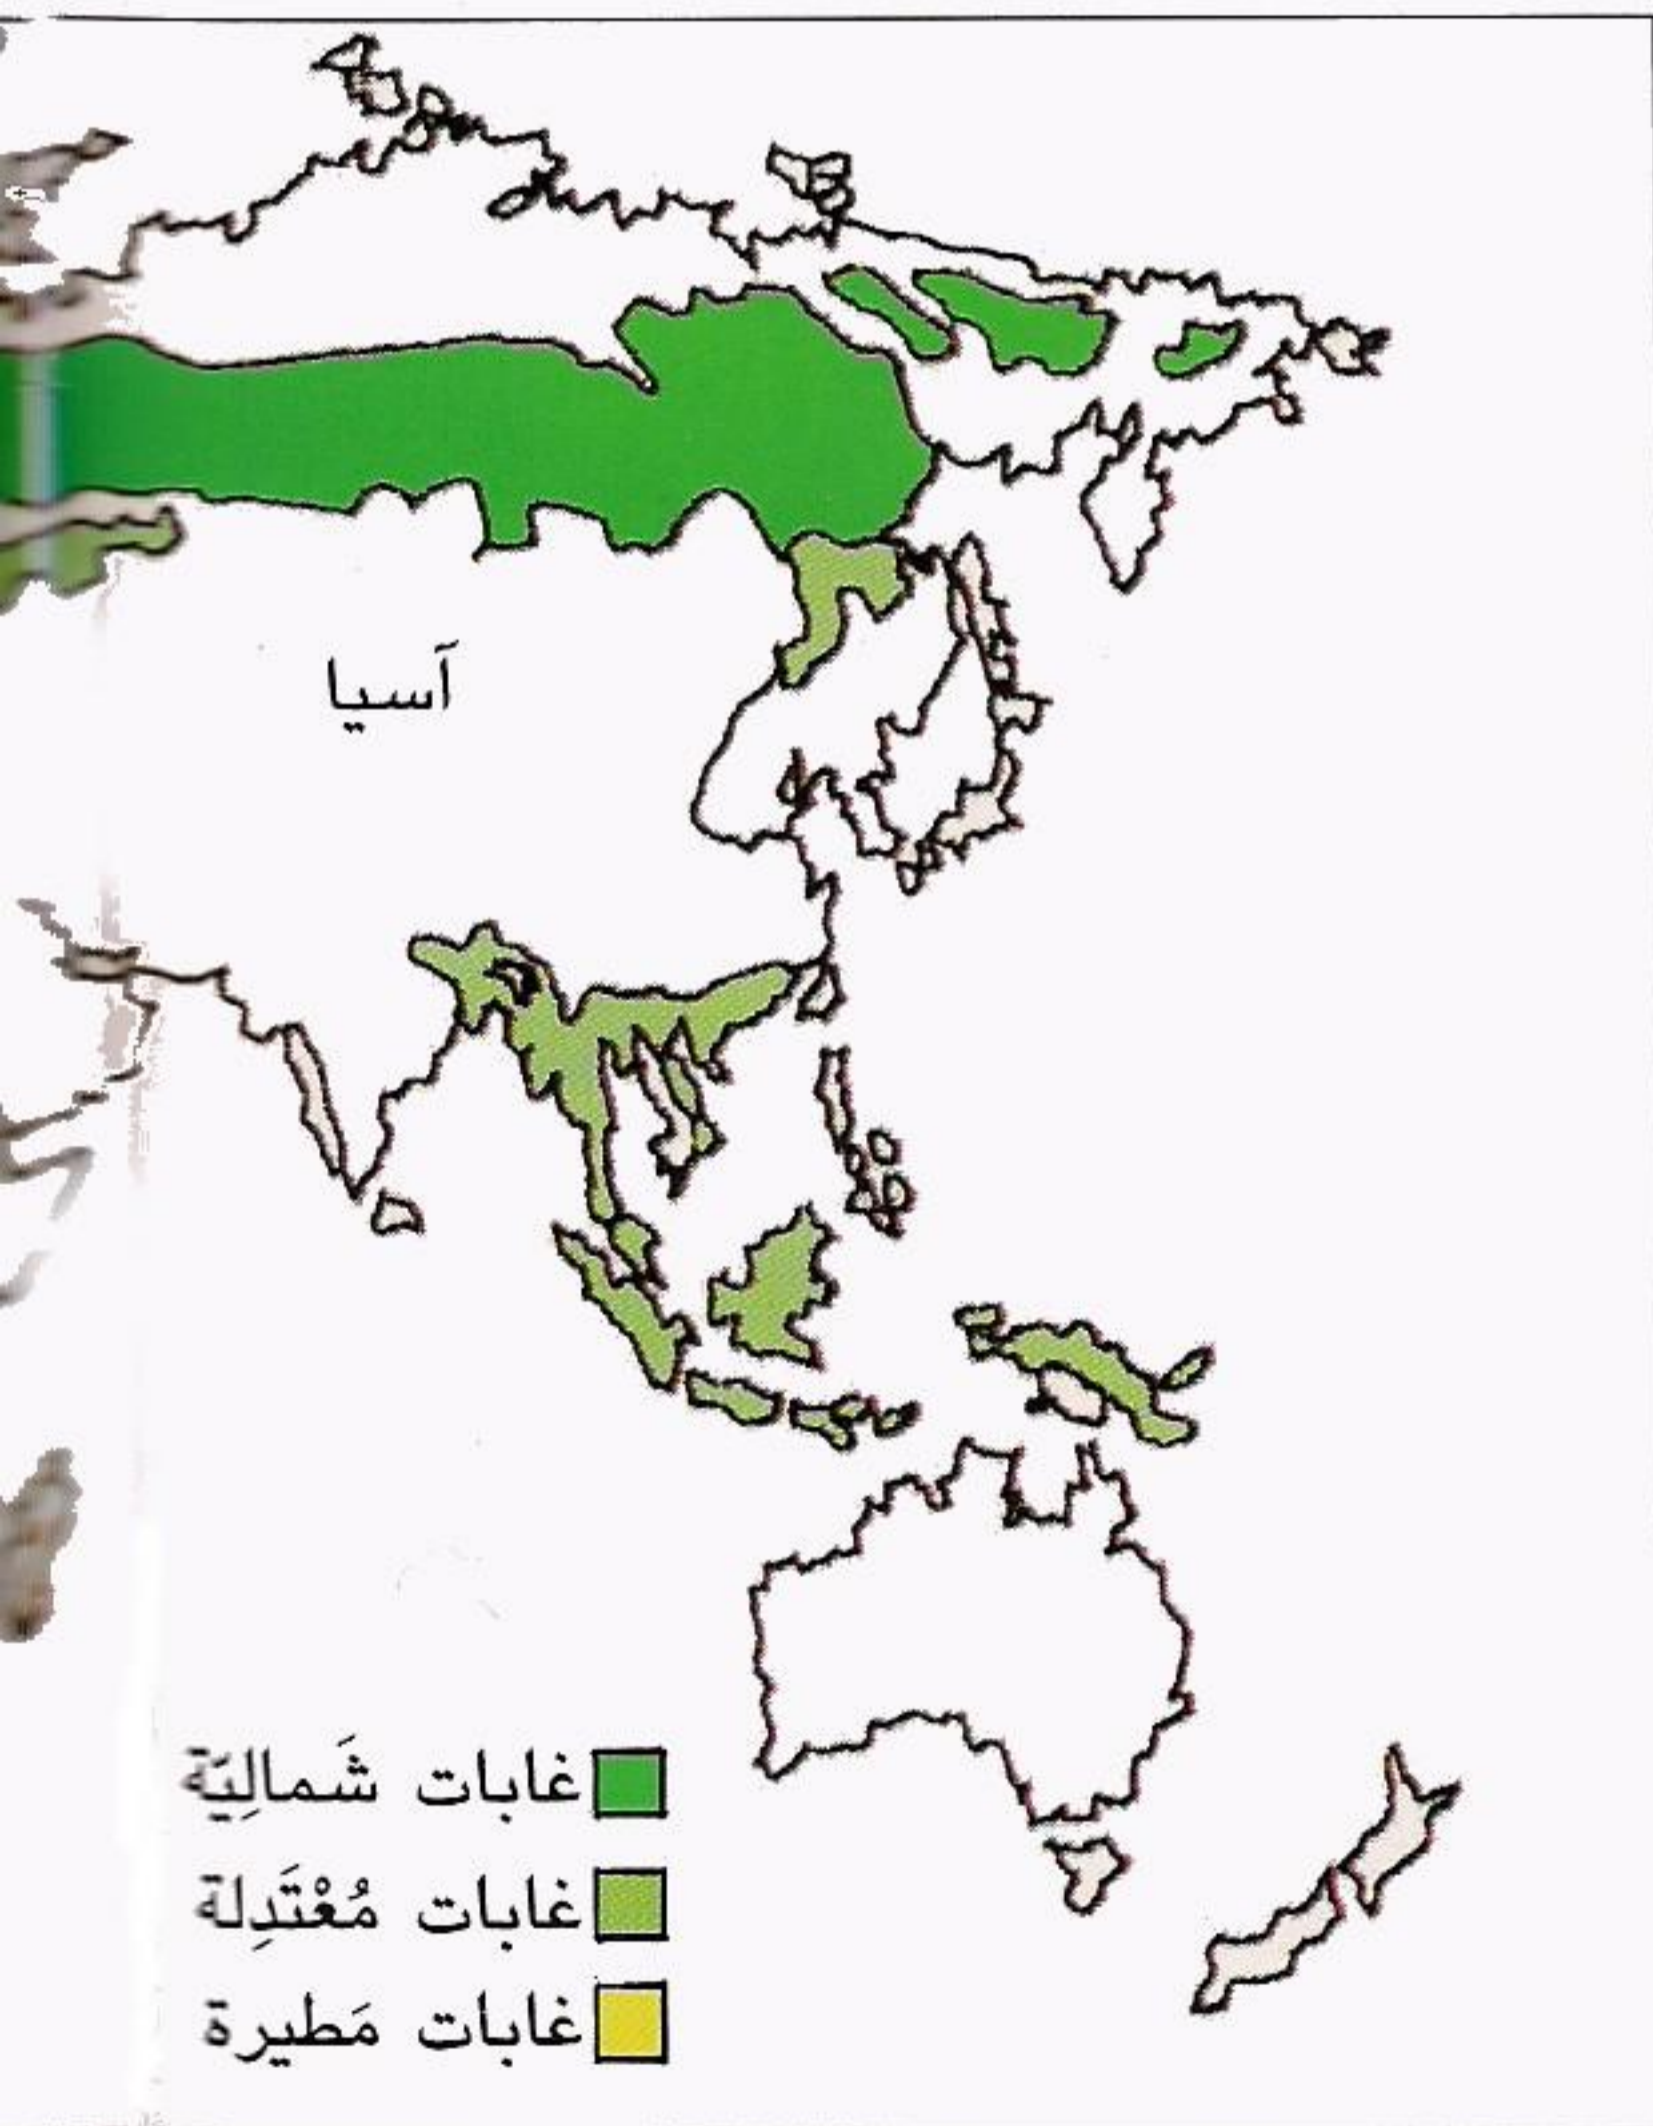 آسيا
غابات شَمالِيّة
غابات مُعْتَدِلة
غابات مَطيرة